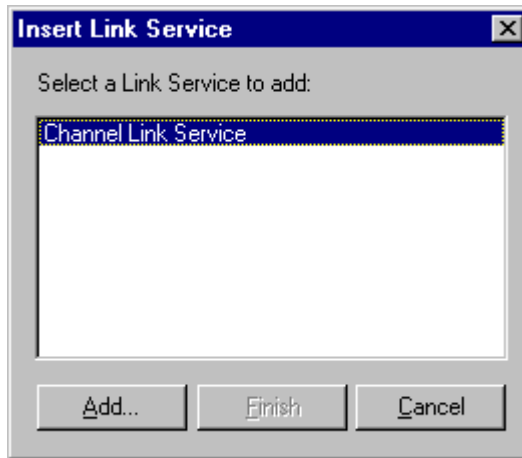 Insert Link Service
Select a Link Service to add:
Channel Link Service
Add...
Finish
Cancel